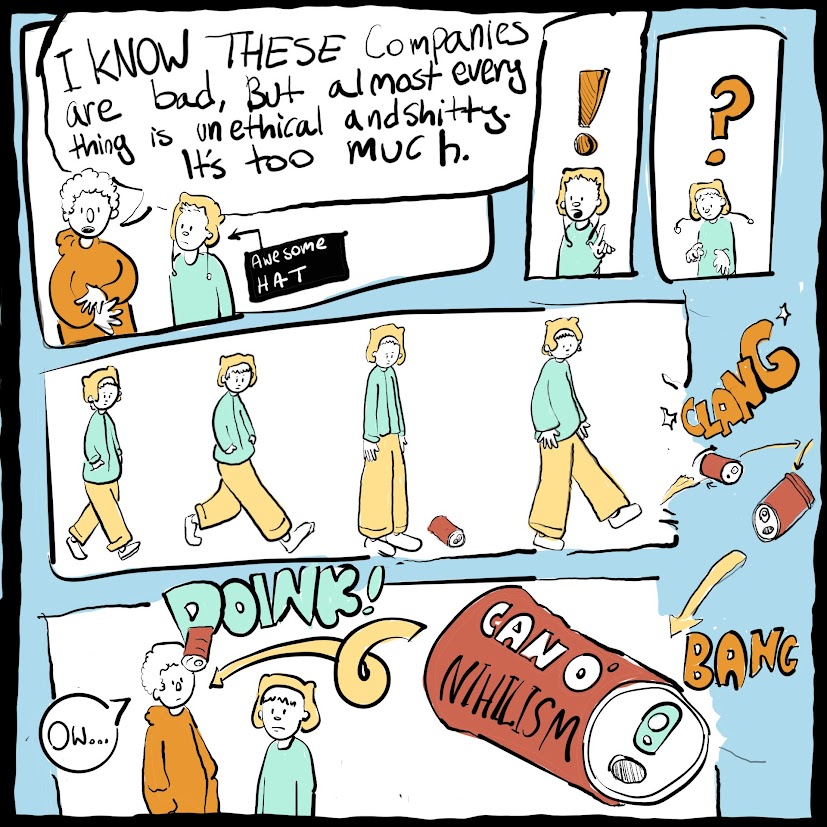 I KNOW THESE Companies
are bad, But almost every
thing is unethical and shitty.
It's too much.
AWESOME
HAT
!
?
CLANG
DOINK!
CAN O'
NIHILISM
BANG
OW...